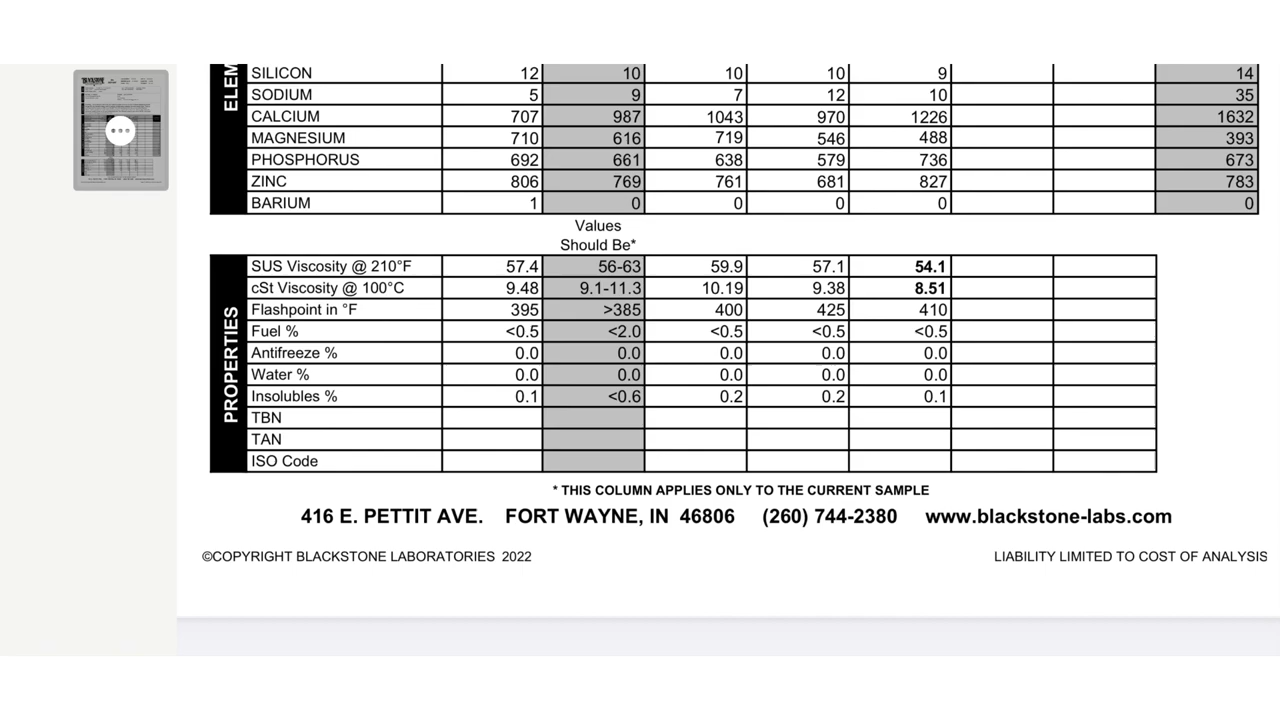 ELEM
SILICON 12 10 10 10 9 14
SODIUM 5 9 7 12 10 35
CALCIUM 707 987 1043 970 1226 1632
MAGNESIUM 710 616 719 546 488 393
PHOSPHORUS 692 661 638 579 736 673
ZINC 806 769 761 681 827 783
BARIUM 1 0 0 0 0 0
Values
Should Be*
PROPERTIES
SUS Viscosity @ 210°F 57.4 56-63 59.9 57.1 54.1
cSt Viscosity @ 100°C 9.48 9.1-11.3 10.19 9.38 8.51
Flashpoint in °F 395 >385 400 425 410
Fuel % <0.5 <2.0 <0.5 <0.5 <0.5
Antifreeze % 0.0 0.0 0.0 0.0 0.0
Water % 0.0 0.0 0.0 0.0 0.0
Insolubles % 0.1 <0.6 0.2 0.2 0.1
TBN
TAN
ISO Code
* THIS COLUMN APPLIES ONLY TO THE CURRENT SAMPLE
416 E. PETTIT AVE. FORT WAYNE, IN 46806 (260) 744-2380 www.blackstone-labs.com
©COPYRIGHT BLACKSTONE LABORATORIES 2022 LIABILITY LIMITED TO COST OF ANALYSIS